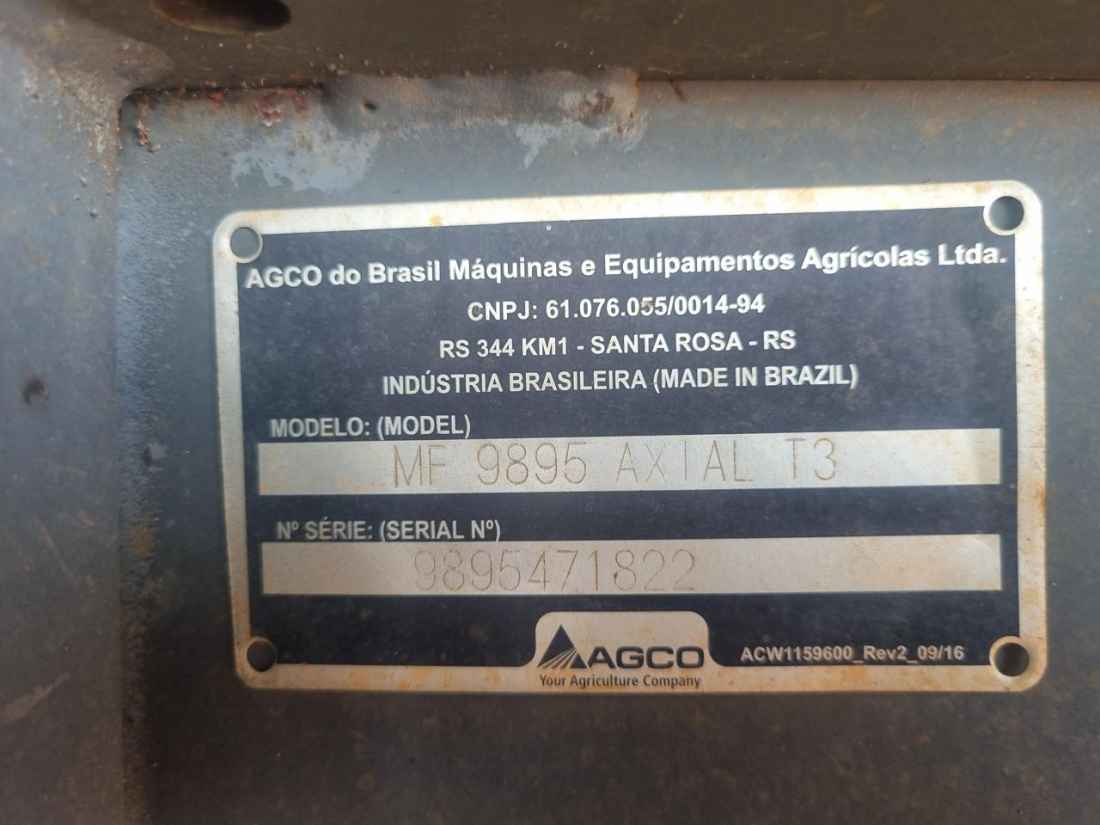 AGCO do Brasil Máquinas e Equipamentos Agrícolas Ltda.
CNPJ: 61.076.055/0014-94
RS 344 KM1 - SANTA ROSA - RS
INDÚSTRIA BRASILEIRA (MADE IN BRAZIL)
MODELO: (MODEL)
MF 9895 AXIAL T3
Nº SÉRIE: (SERIAL Nº)
9895471822
AGCO
Your Agriculture Company
ACW1159600_Rev2_09/16